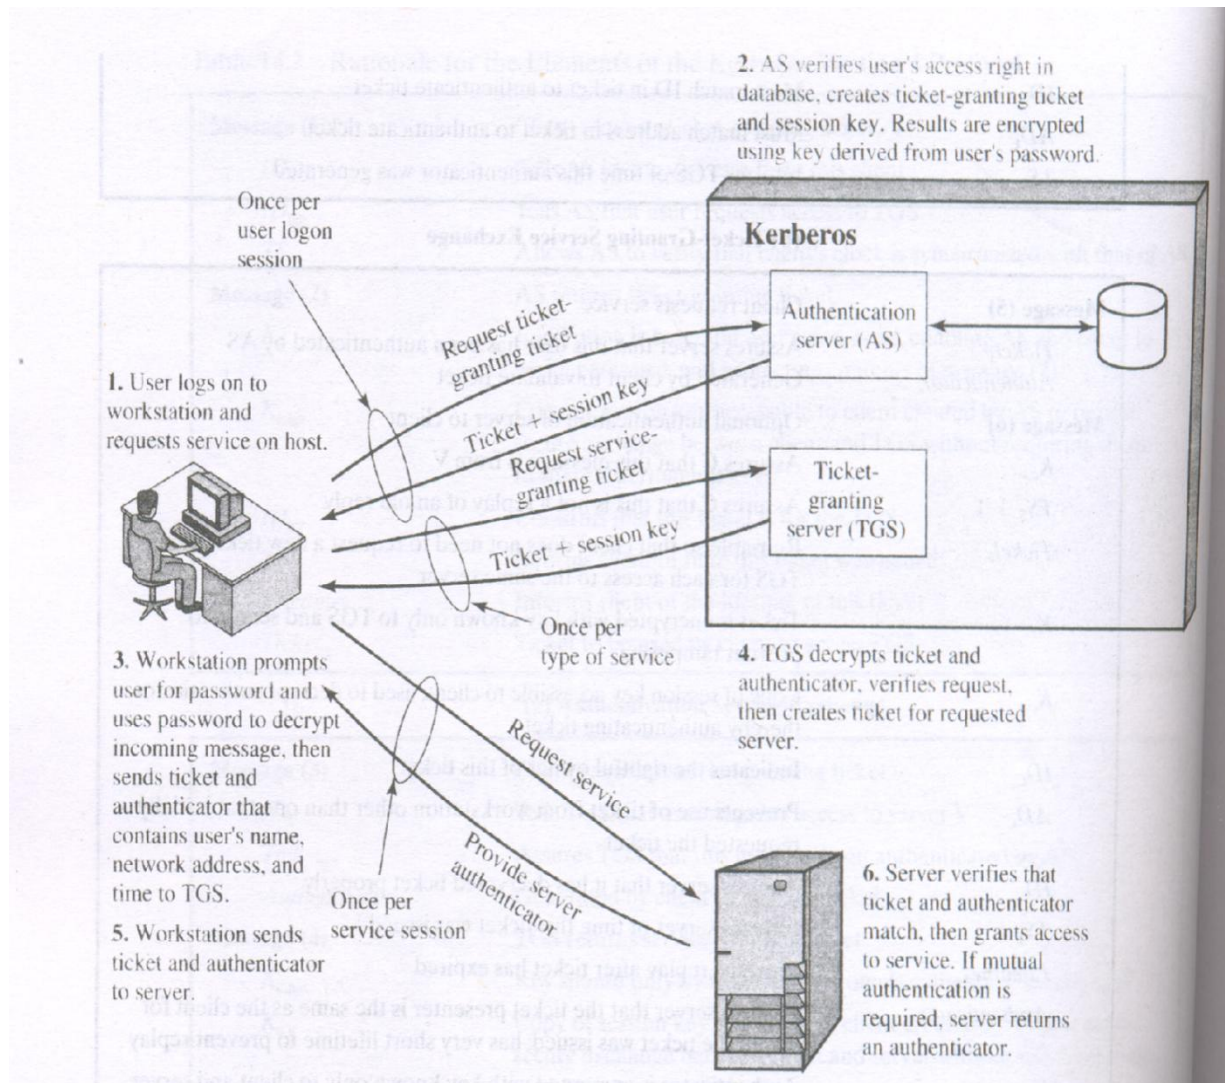 2. AS verifies user's access right in
database, creates ticket-granting ticket
and session key. Results are encrypted
using key derived from user's password.
Once per
user logon
session
Kerberos
Request ticket-
granting ticket
Authentication
server (AS)
1. User logs on to
workstation and
requests service on host.
Ticket + session key
Request service-
granting ticket
Ticket-
granting
server (TGS)
Ticket + session key
Once per
type of service
3. Workstation prompts
user for password and
uses password to decrypt
incoming message, then
sends ticket and
authenticator that
contains user's name,
network address, and
time to TGS.
4. TGS decrypts ticket and
authenticator, verifies request,
then creates ticket for requested
server.
Request service
Provide server
authenticator
Once per
service session
5. Workstation sends
ticket and authenticator
to server.
6. Server verifies that
ticket and authenticator
match, then grants access
to service. If mutual
authentication is
required, server returns
an authenticator.